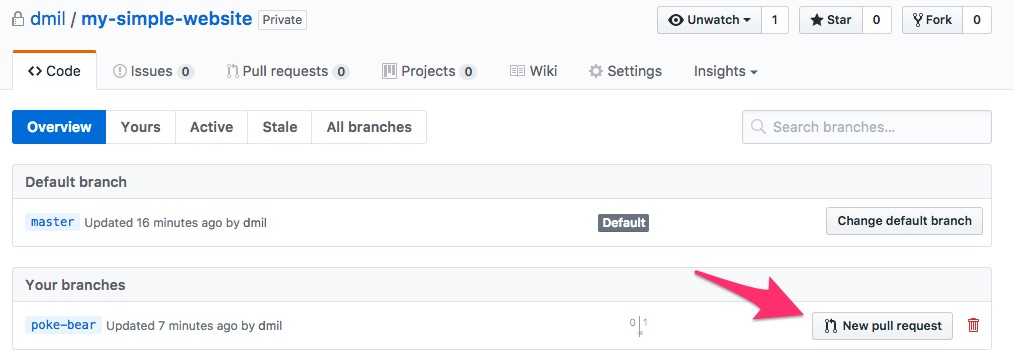 dmil / my-simple-website Private Unwatch 1 Star 0 Fork 0
Code Issues 0 Pull requests 0 Projects 0 Wiki Settings Insights
Overview Yours Active Stale All branches Search branches...
Default branch
master Updated 16 minutes ago by dmil Default Change default branch
Your branches
poke-bear Updated 7 minutes ago by dmil 0 1 New pull request